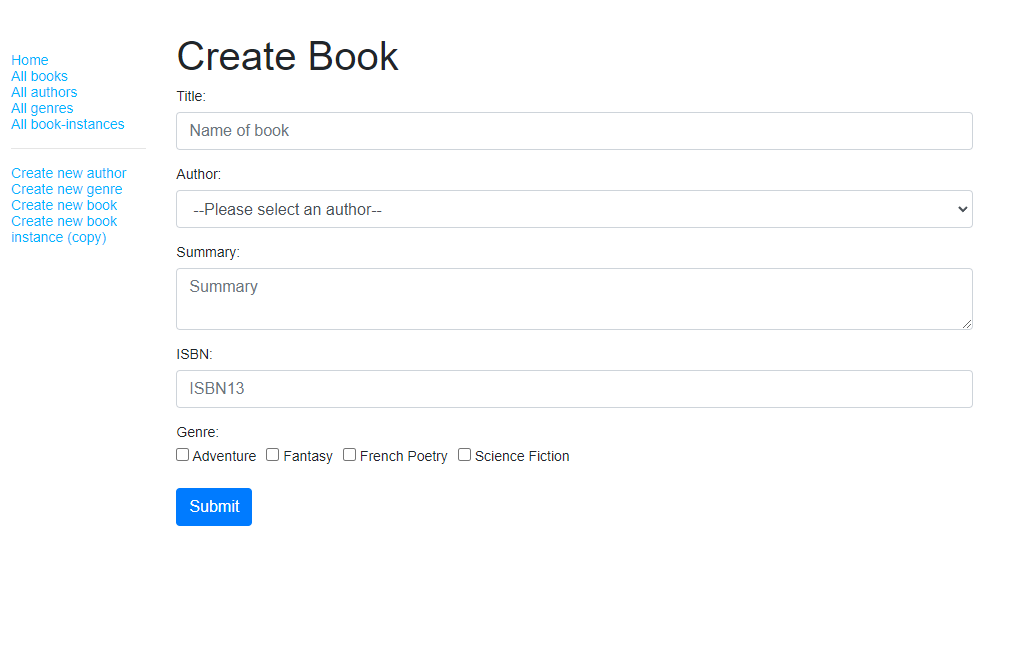 Home
All books
All authors
All genres
All book-instances
Create new author
Create new genre
Create new book
Create new book
instance (copy)
Create Book
Title:
Name of book
Author:
--Please select an author--
Summary:
Summary
ISBN:
ISBN13
Genre:
Adventure Fantasy French Poetry Science Fiction
Submit